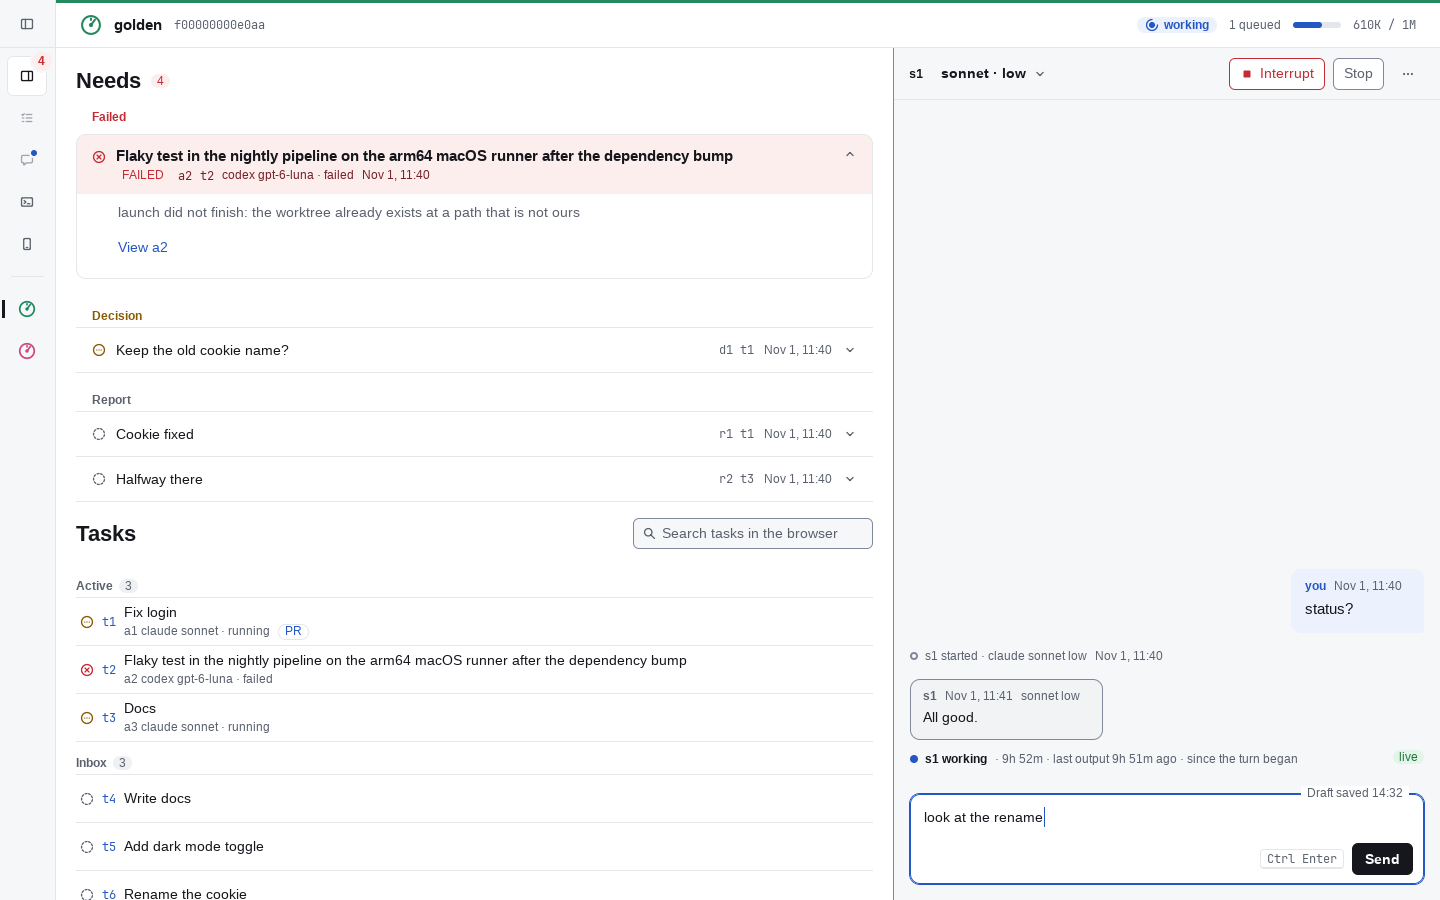 golden f00000000e0aa
working 1 queued 610K / 1M
4
Needs 4
Failed
Flaky test in the nightly pipeline on the arm64 macOS runner after the dependency bump
FAILED a2 t2 codex gpt-6-luna · failed Nov 1, 11:40
launch did not finish: the worktree already exists at a path that is not ours
View a2
Decision
Keep the old cookie name? d1 t1 Nov 1, 11:40
Report
Cookie fixed r1 t1 Nov 1, 11:40
Halfway there r2 t3 Nov 1, 11:40
Tasks
Search tasks in the browser
Active 3
t1 Fix login
a1 claude sonnet · running PR
t2 Flaky test in the nightly pipeline on the arm64 macOS runner after the dependency bump
a2 codex gpt-6-luna · failed
t3 Docs
a3 claude sonnet · running
Inbox 3
t4 Write docs
t5 Add dark mode toggle
t6 Rename the cookie
s1 sonnet · low
Interrupt
Stop
you Nov 1, 11:40
status?
s1 started · claude sonnet low Nov 1, 11:40
s1 Nov 1, 11:41 sonnet low
All good.
s1 working · 9h 52m · last output 9h 51m ago · since the turn began live
Draft saved 14:32
look at the rename
Ctrl Enter Send